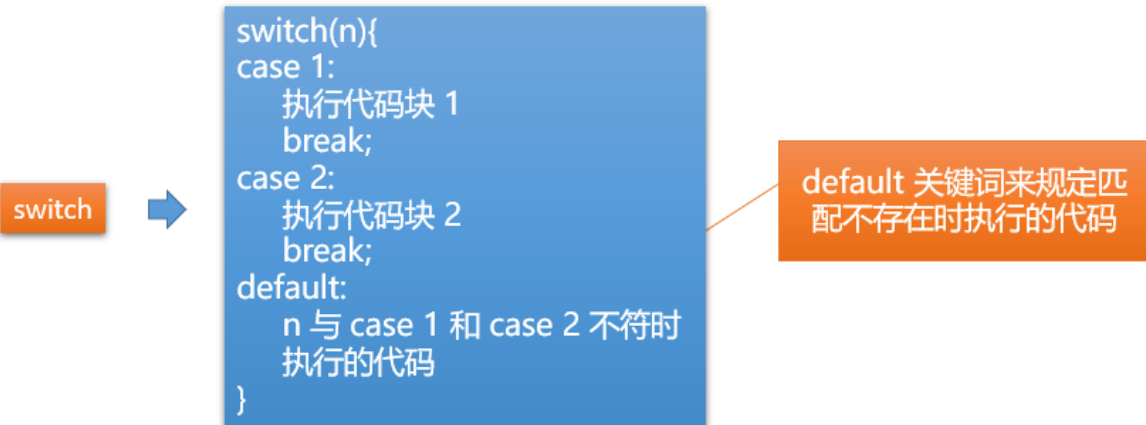 switch
switch(n){
case 1:
执行代码块 1
break;
case 2:
执行代码块 2
break;
default:
n 与 case 1 和 case 2 不符时
执行的代码
}
default 关键词来规定匹
配不存在时执行的代码